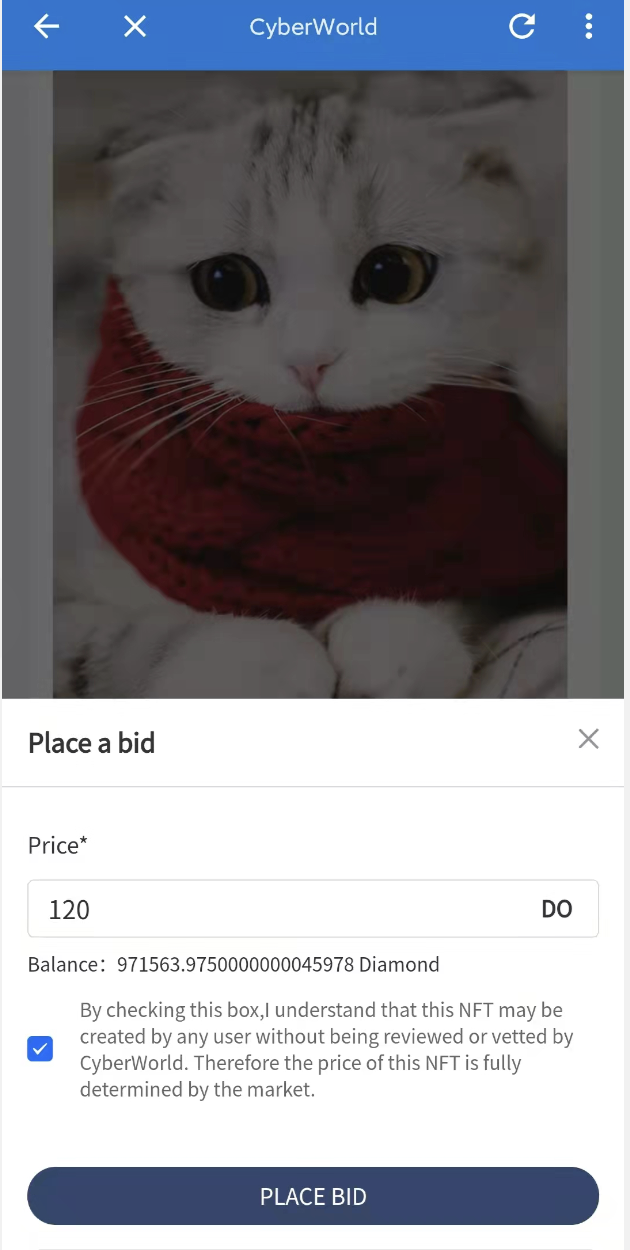 CyberWorld
Place a bid
Price*
120 DO
Balance: 971563.9750000000045978 Diamond
By checking this box,I understand that this NFT may be
created by any user without being reviewed or vetted by
CyberWorld. Therefore the price of this NFT is fully
determined by the market.
PLACE BID